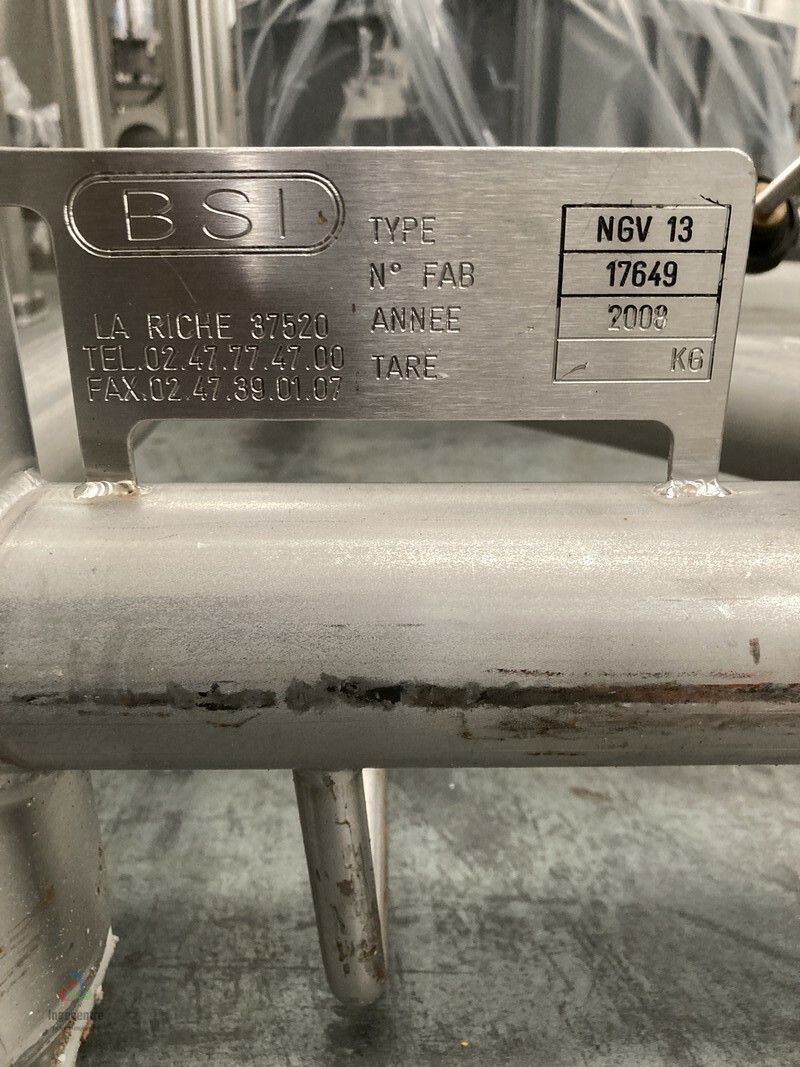 BSI
TYPE NGV 13
N° FAB 17649
ANNEE 2008
TARE KG
LA RICHE 37520
TEL.02.47.77.47.00
FAX.02.47.39.01.07